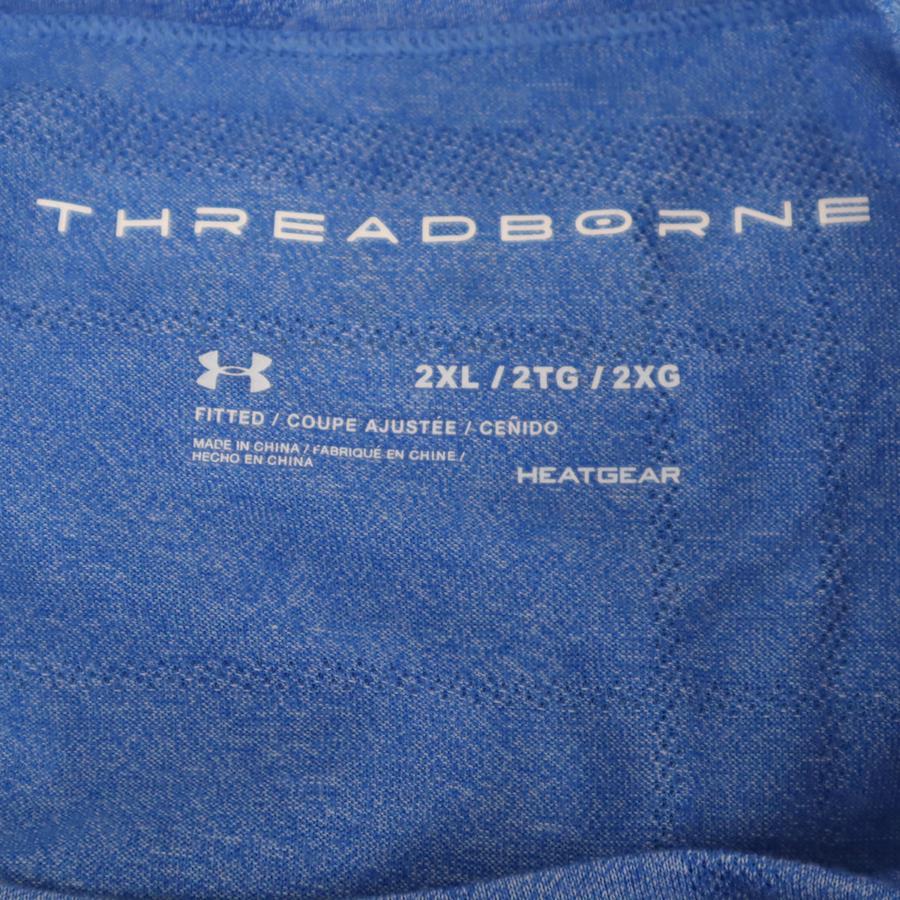 THREADBORNE
2XL / 2TG / 2XG
FITTED / COUPE AJUSTÉE / CEÑIDO
MADE IN CHINA / FABRIQUÉ EN CHINE /
HECHO EN CHINA
HEATGEAR